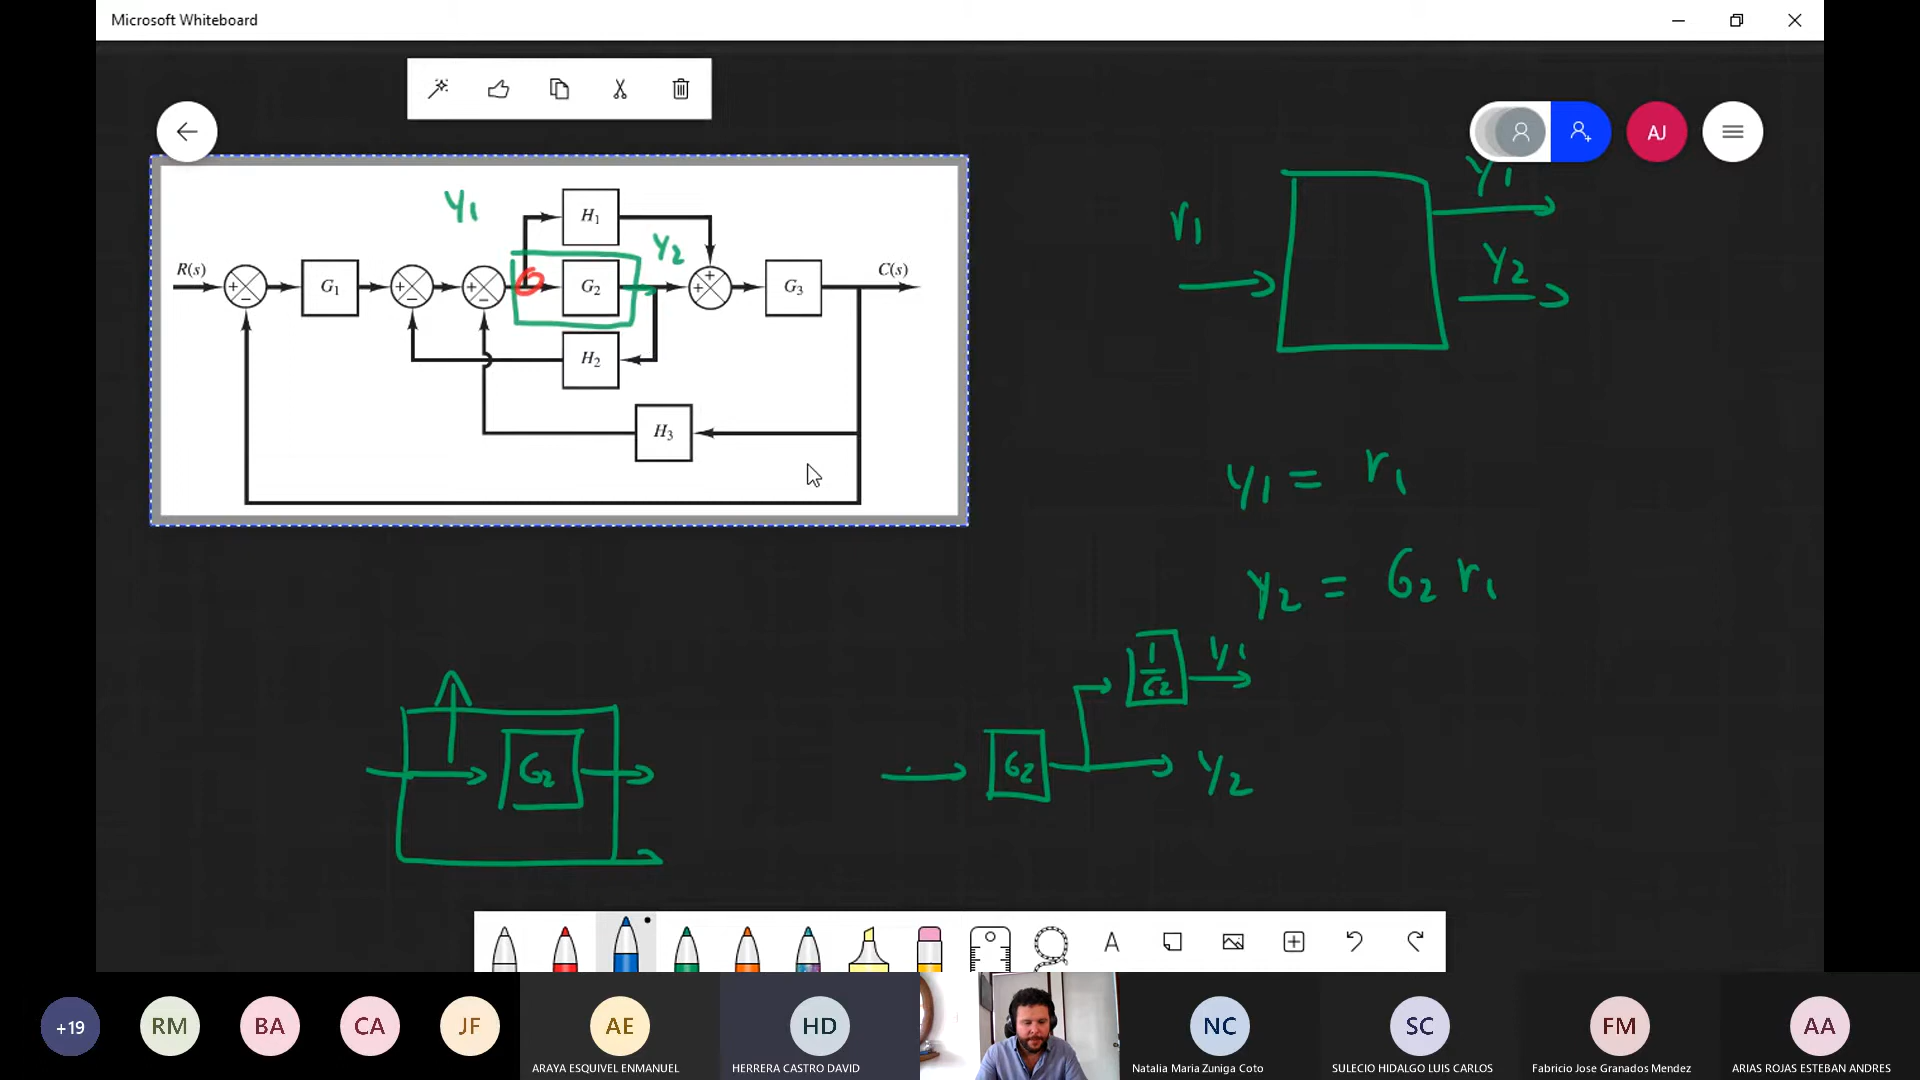 Microsoft Whiteboard
AJ
y1
H1
y2
R(s)
+
−
G1
+
−
+
−
G2
+
+
G3
C(s)
H2
H3
r1
y1
y2
y1 = r1
y2 = G2 r1
G2
G2
1
G2
y1
y2
A
+19
RM
BA
CA
JF
AE
ARAYA ESQUIVEL ENMANUEL
HD
HERRERA CASTRO DAVID
NC
Natalia Maria Zuniga Coto
SC
SULECIO HIDALGO LUIS CARLOS
FM
Fabricio Jose Granados Mendez
AA
ARIAS ROJAS ESTEBAN ANDRES